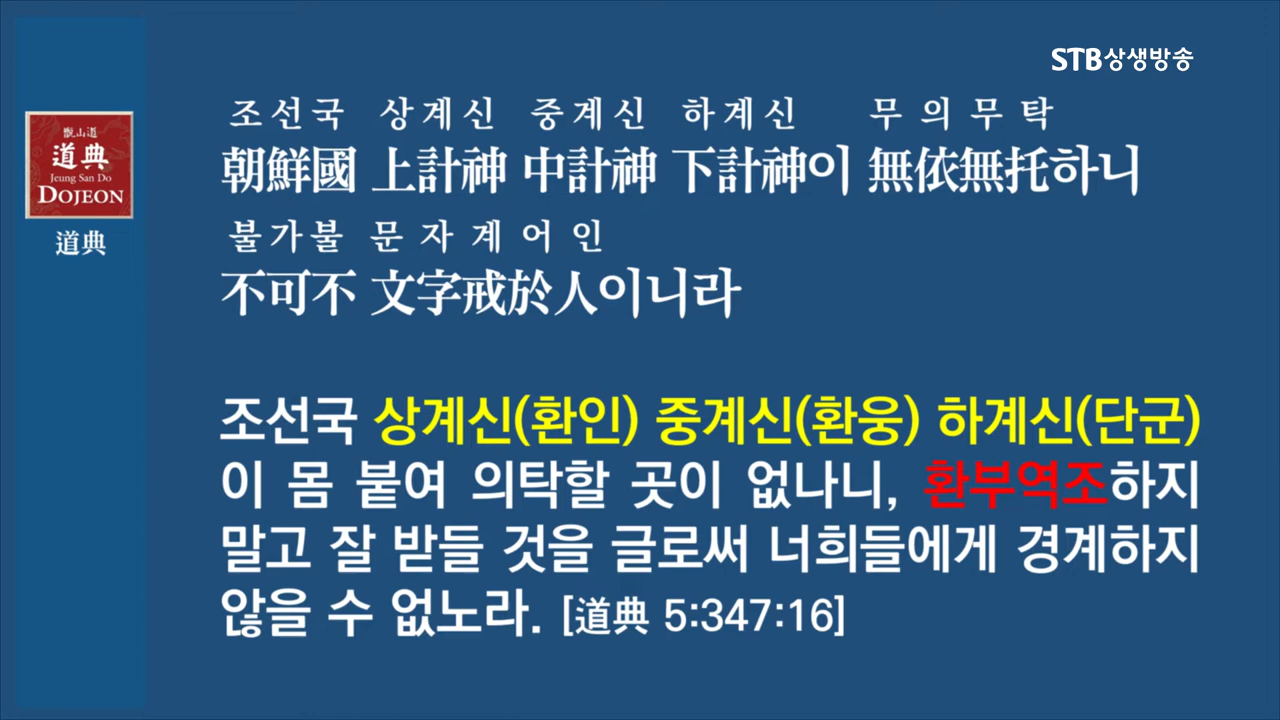 STB상생방송
조선국 상계신 중계신 하계신 무의무탁
朝鮮國 上計神 中計神 下計神이 無依無托하니
불가불 문자계어인
不可不 文字戒於人이니라
甑山道
道典
Jeung San Do
DOJEON
道典
조선국 상계신(환인) 중계신(환웅) 하계신(단군)
이 몸 붙여 의탁할 곳이 없나니, 환부역조하지
말고 잘 받들 것을 글로써 너희들에게 경계하지
않을 수 없노라. [道典 5:347:16]